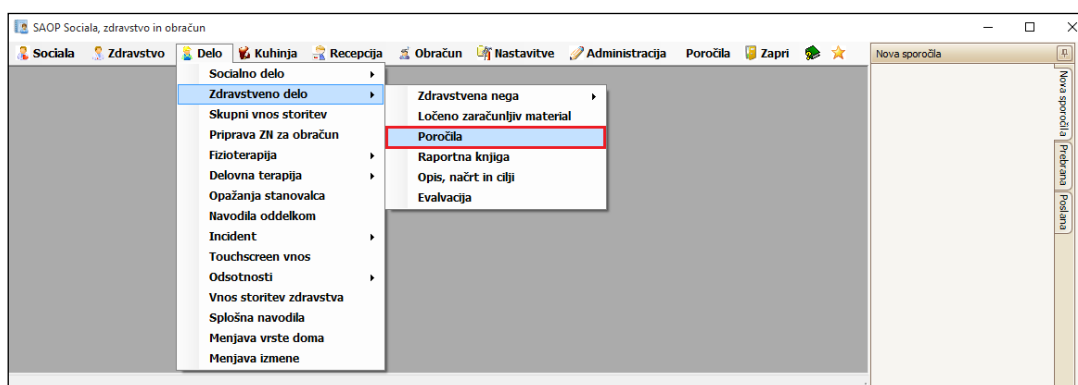 SAOP Sociala, zdravstvo in obračun
Sociala Zdravstvo Delo Kuhinja Recepcija Obračun Nastavitve Administracija Poročila Zapri
Socialno delo
Zdravstveno delo
Skupni vnos storitev
Priprava ZN za obračun
Fizioterapija
Delovna terapija
Opažanja stanovalca
Navodila oddelkom
Incident
Touchscreen vnos
Odsotnosti
Vnos storitev zdravstva
Splošna navodila
Menjava vrste doma
Menjava izmene
Zdravstvena nega
Ločeno zaračunljiv material
Poročila
Raportna knjiga
Opis, načrt in cilji
Evalvacija
Nova sporočila
Nova sporočila
Prebrana
Poslana